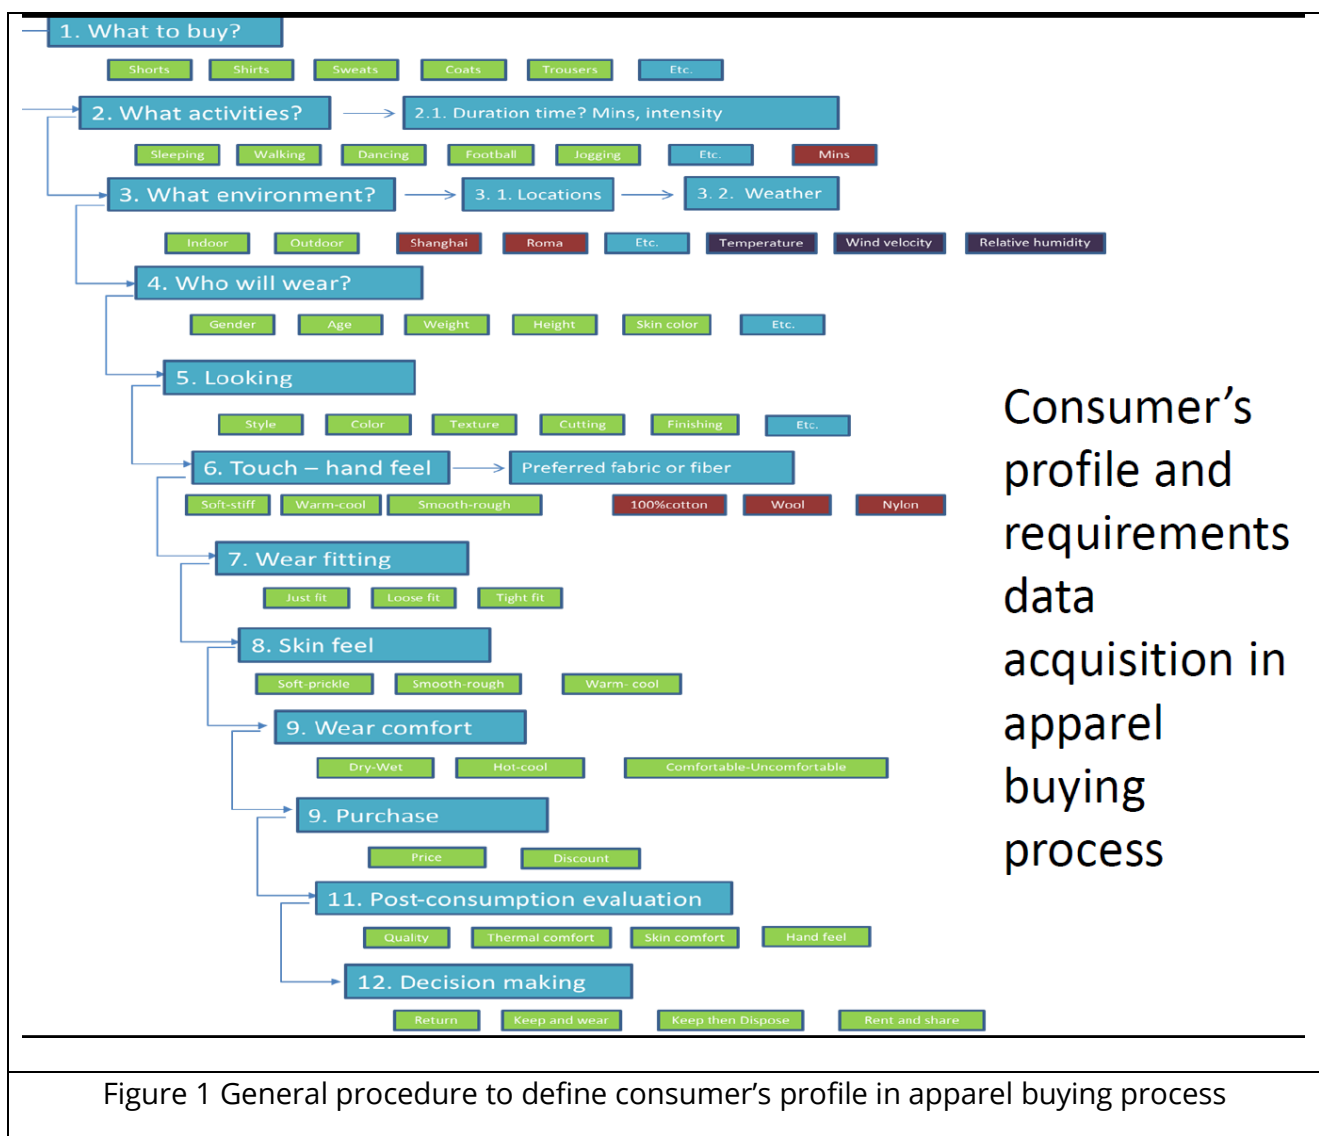 1. What to buy?
Shorts Shirts Sweats Coats Trousers Etc.
2. What activities? 2.1. Duration time? Mins, intensity
Sleeping Walking Dancing Football Jogging Etc. Mins
3. What environment? 3. 1. Locations 3. 2. Weather
Indoor Outdoor Shanghai Roma Etc. Temperature Wind velocity Relative humidity
4. Who will wear?
Gender Age Weight Height Skin color Etc.
5. Looking
Style Color Texture Cutting Finishing Etc.
6. Touch – hand feel Preferred fabric or fiber
Soft-stiff Warm-cool Smooth-rough 100%cotton Wool Nylon
7. Wear fitting
Just fit Loose fit Tight fit
8. Skin feel
Soft-prickle Smooth-rough Warm- cool
9. Wear comfort
Dry-Wet Hot-cool Comfortable-Uncomfortable
9. Purchase
Price Discount
11. Post-consumption evaluation
Quality Thermal comfort Skin comfort Hand feel
12. Decision making
Return Keep and wear Keep then Dispose Rent and share
Consumer’s
profile and
requirements
data
acquisition in
apparel
buying
process
Figure 1 General procedure to define consumer’s profile in apparel buying process